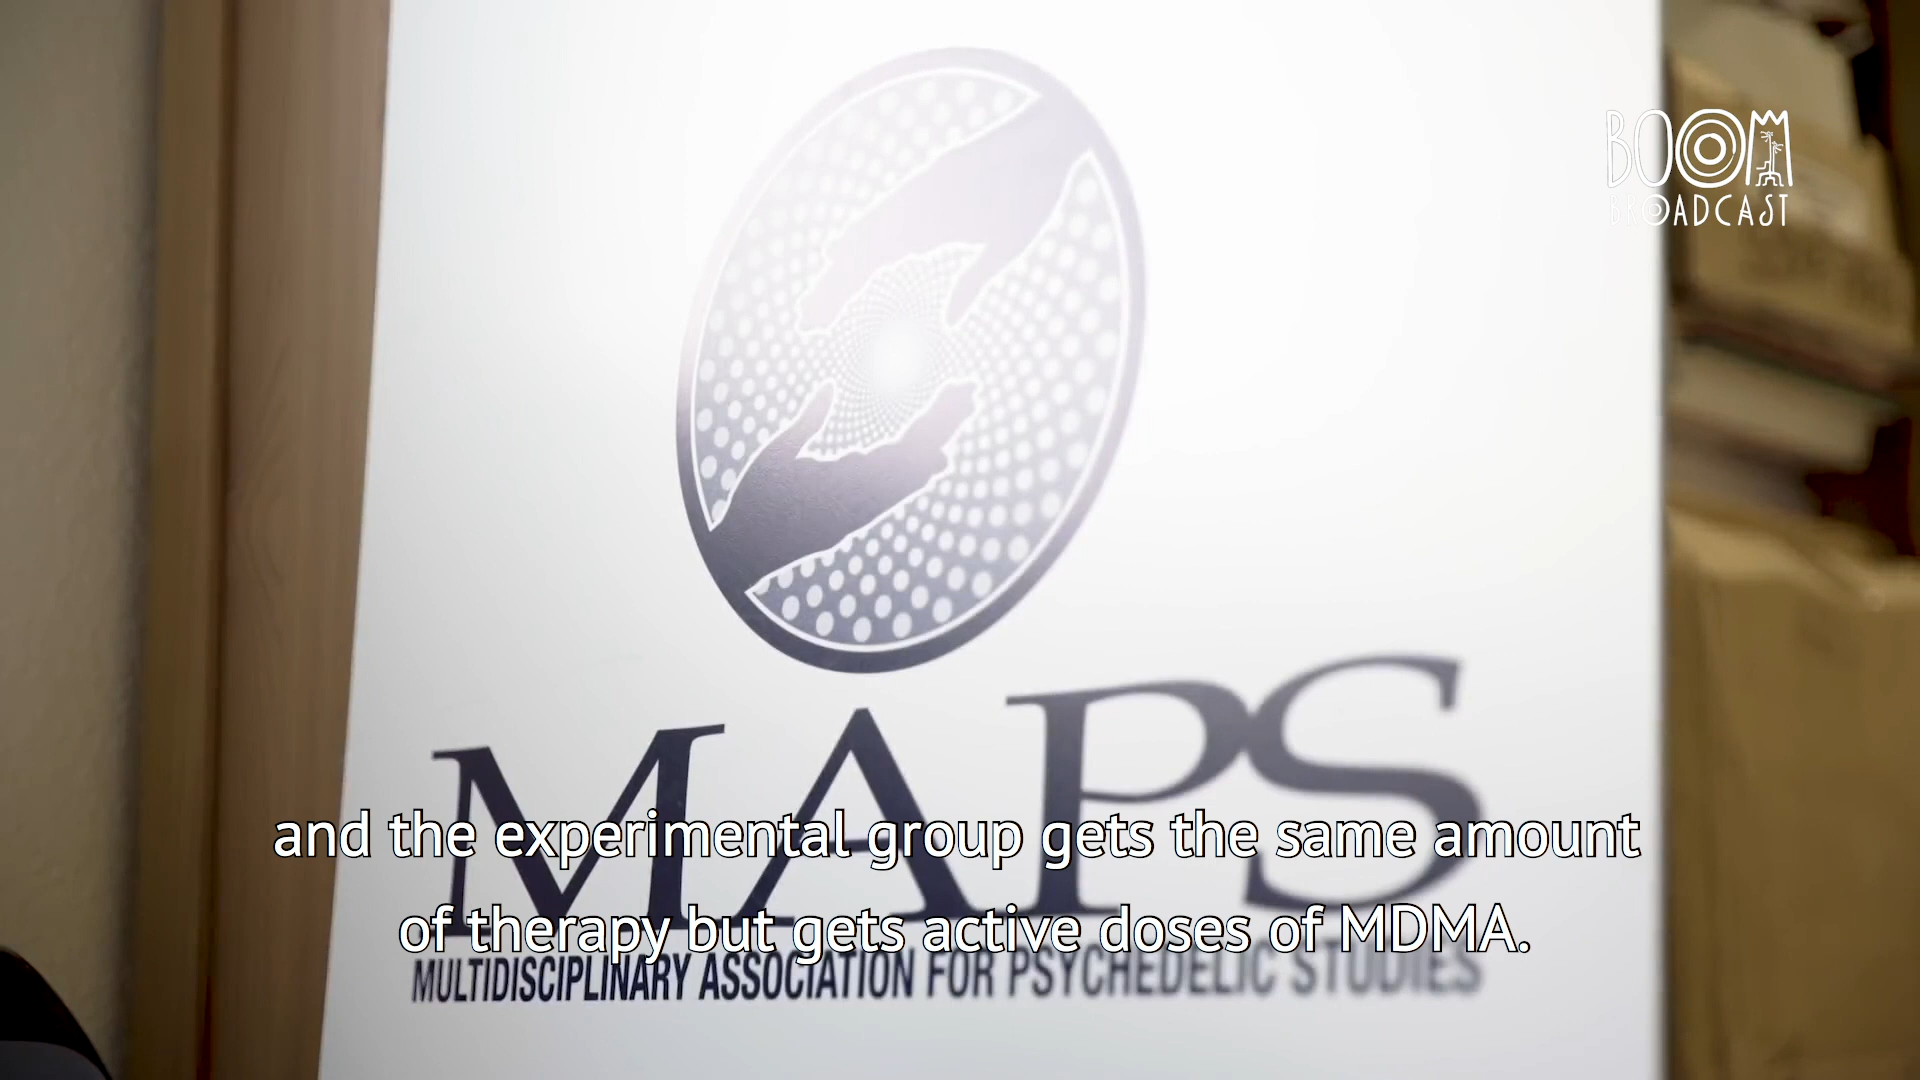 BOOM
BROADCAST
MAPS
and the experimental group gets the same amount
of therapy but gets active doses of MDMA.
MULTIDISCIPLINARY ASSOCIATION FOR PSYCHEDELIC STUDIES